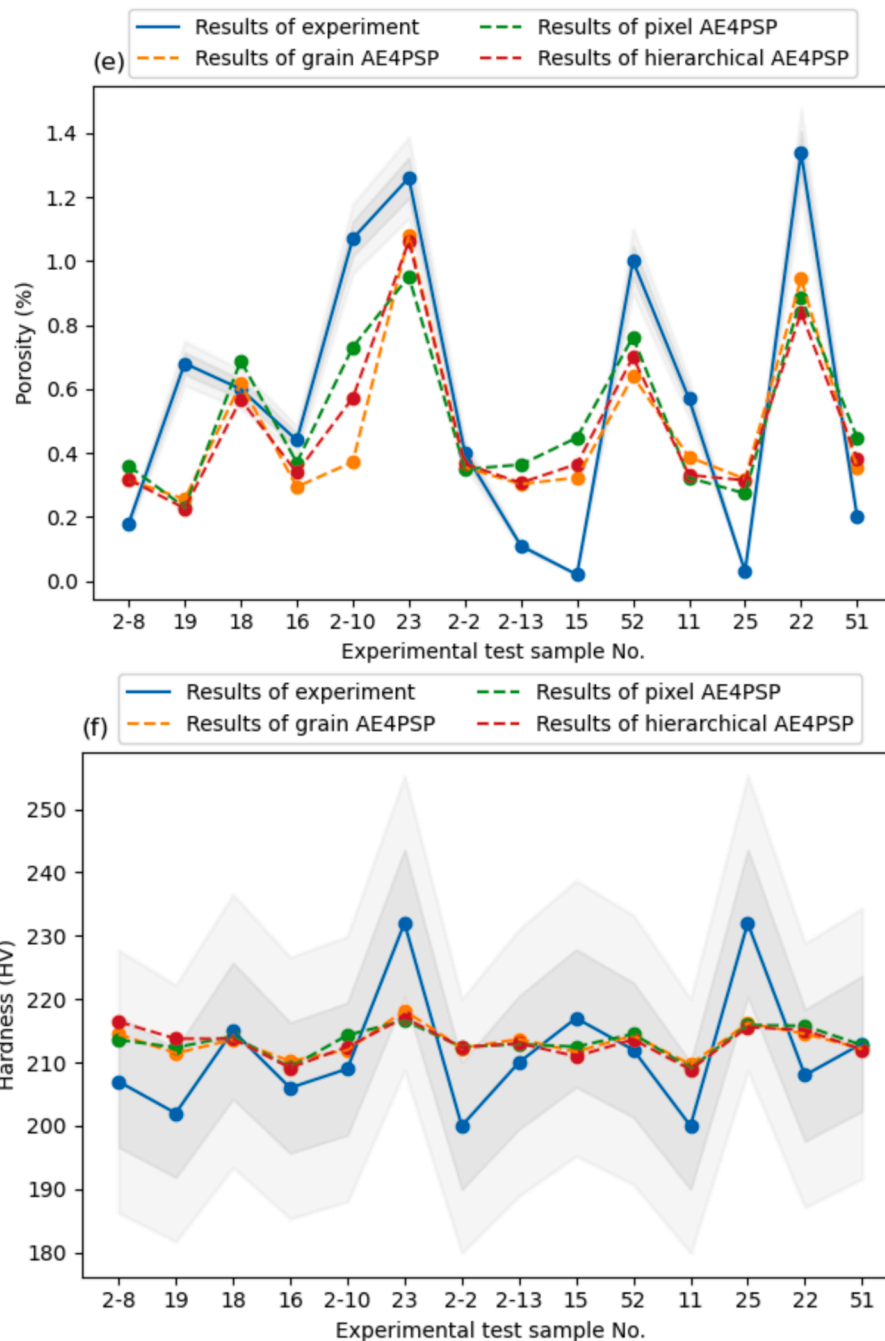 Results of experiment
Results of pixel AE4PSP
Results of grain AE4PSP
Results of hierarchical AE4PSP
(e)
1.4
1.2
1.0
0.8
0.6
0.4
0.2
0.0
Porosity (%)
2-8 19 18 16 2-10 23 2-2 2-13 15 52 11 25 22 51
Experimental test sample No.
Results of experiment
Results of pixel AE4PSP
Results of grain AE4PSP
Results of hierarchical AE4PSP
(f)
250
240
230
220
210
200
190
180
Hardness (HV)
2-8 19 18 16 2-10 23 2-2 2-13 15 52 11 25 22 51
Experimental test sample No.